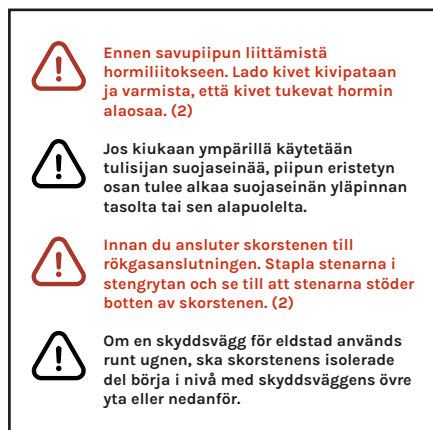 Ennen savupiipun liittämistä
hormiliitokseen. Lado kivet kivipataan
ja varmista, että kivet tukevat hormin
alaosaa. (2)
Jos kiukaan ympärillä käytetään
tulisijan suojaseinää, piipun eristetyn
osan tulee alkaa suojaseinän yläpinnan
tasolta tai sen alapuolelta.
Innan du ansluter skorstenen till
rökgasanslutningen. Stapla stenarna i
stengrytan och se till att stenarna stöder
botten av skorstenen. (2)
Om en skyddsvägg för eldstad används
runt ugnen, ska skorstenens isolerade
del börja i nivå med skyddsväggens övre
yta eller nedanför.